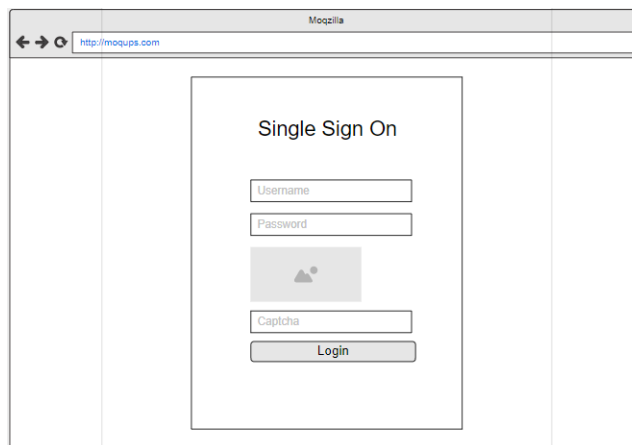 Moqzilla
http://moqups.com
Single Sign On
Username
Password
Captcha
Login